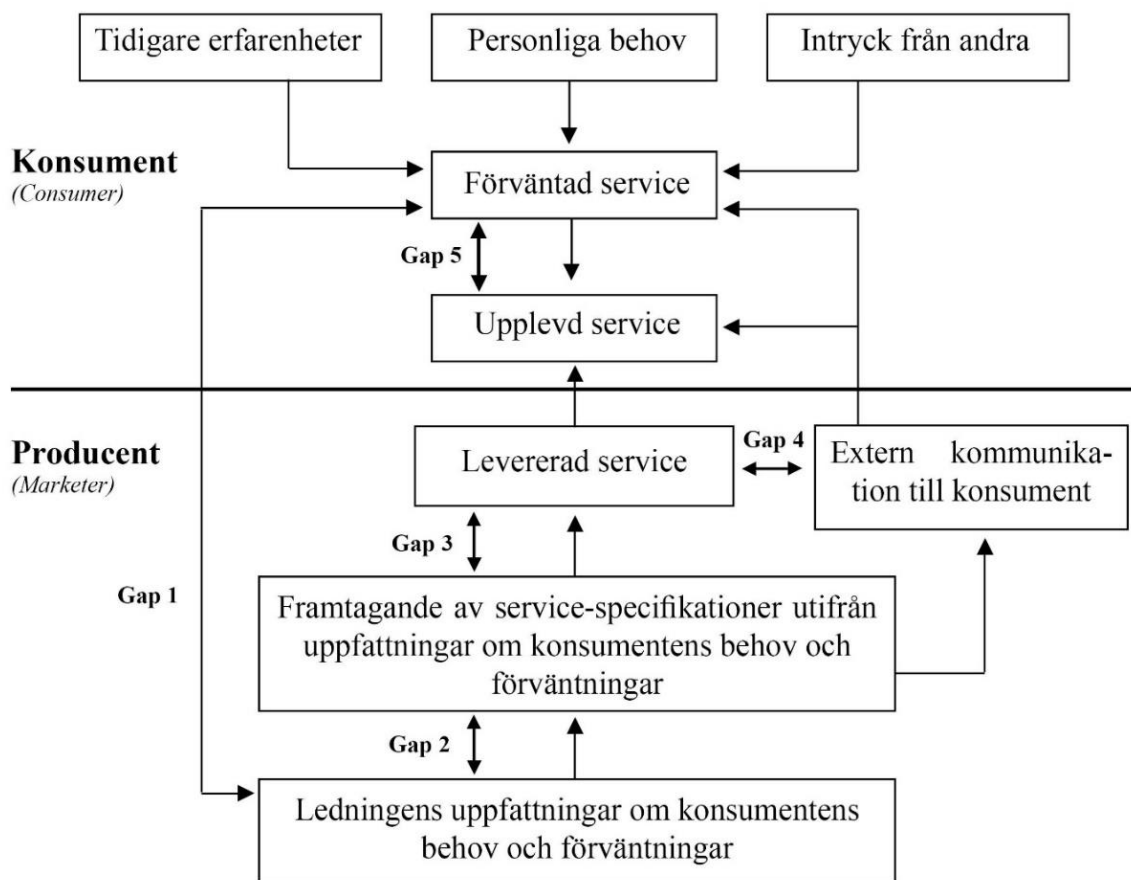 Tidigare erfarenheter
Personliga behov
Intryck från andra
Konsument
(Consumer)
Förväntad service
Gap 5
Upplevd service
Producent
(Marketer)
Levererad service
Gap 4
Extern kommunika-
tion till konsument
Gap 3
Gap 1
Framtagande av service-specifikationer utifrån
uppfattningar om konsumentens behov och
förväntningar
Gap 2
Ledningens uppfattningar om konsumentens
behov och förväntningar